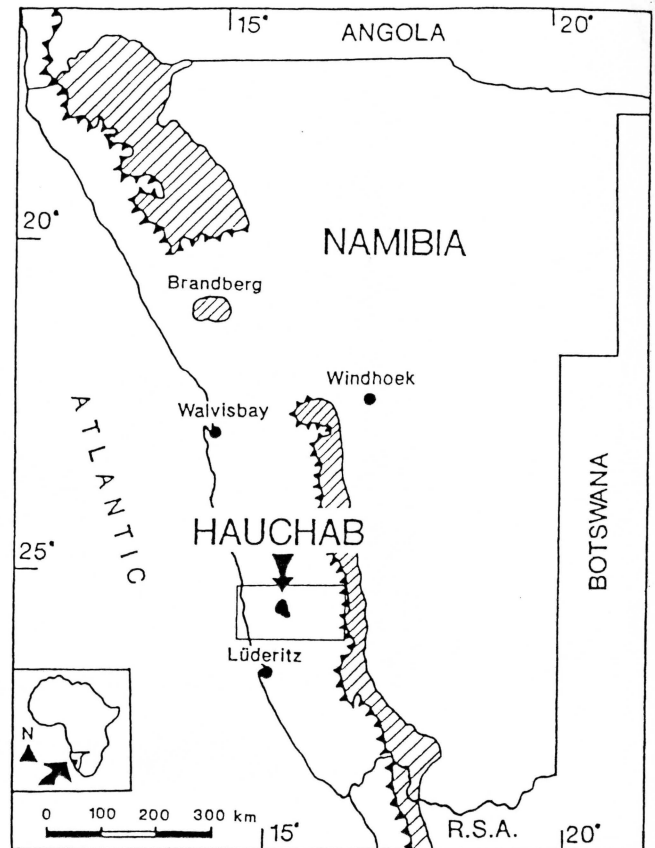 15°
20°
ANGOLA
20°
NAMIBIA
Brandberg
Windhoek
Walvisbay
ATLANTIC
HAUCHAB
BOTSWANA
25°
Lüderitz
N
0 100 200 300 km
R.S.A.
15°
20°